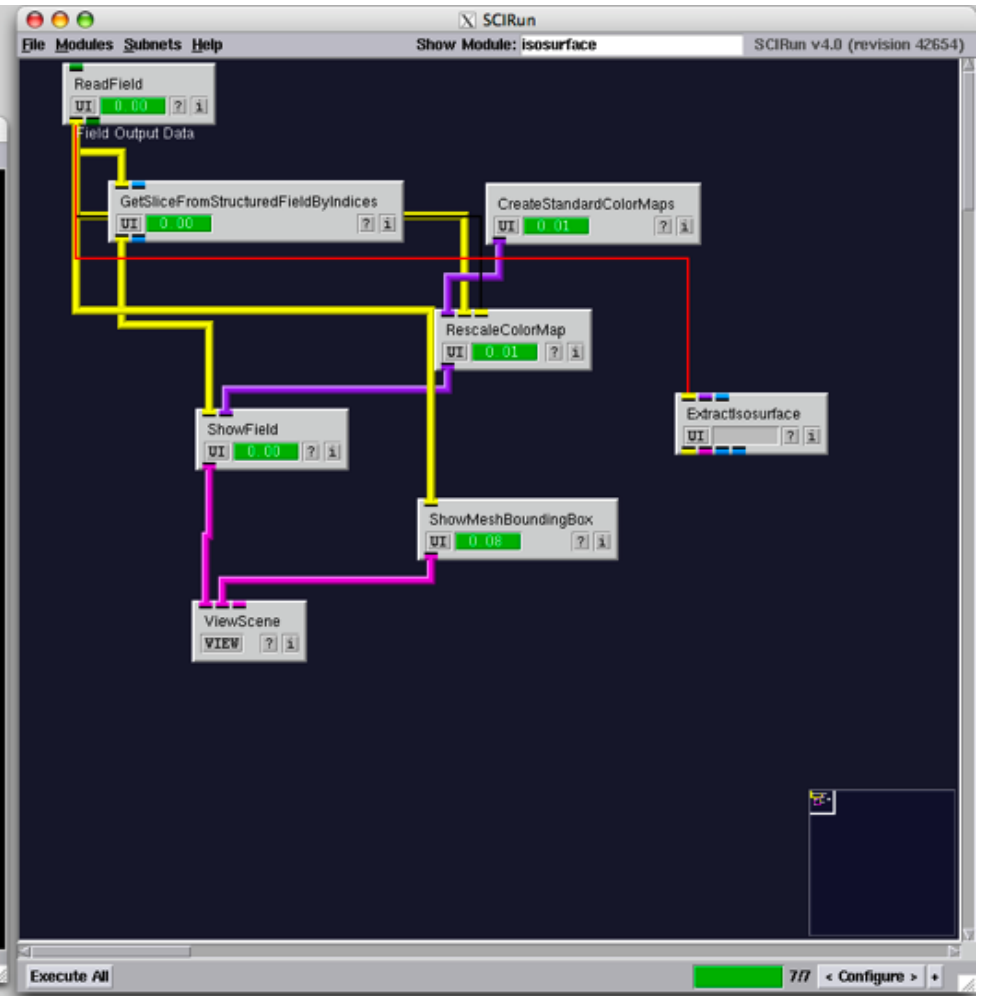 SCIRun
File Modules Subnets Help Show Module: isosurface SCIRun v4.0 (revision 42654)
ReadField
UI 0.00 ? i
Field Output Data
GetSliceFromStructuredFieldByIndices
UI 0.00 ? i
CreateStandardColorMaps
UI 0.01 ? i
RescaleColorMap
UI 0.01 ? i
ExtractIsosurface
UI ? i
ShowField
UI 0.00 ? i
ShowMeshBoundingBox
UI 0.08 ? i
ViewScene
VIEW ? i
Execute All 7/7 < Configure > +